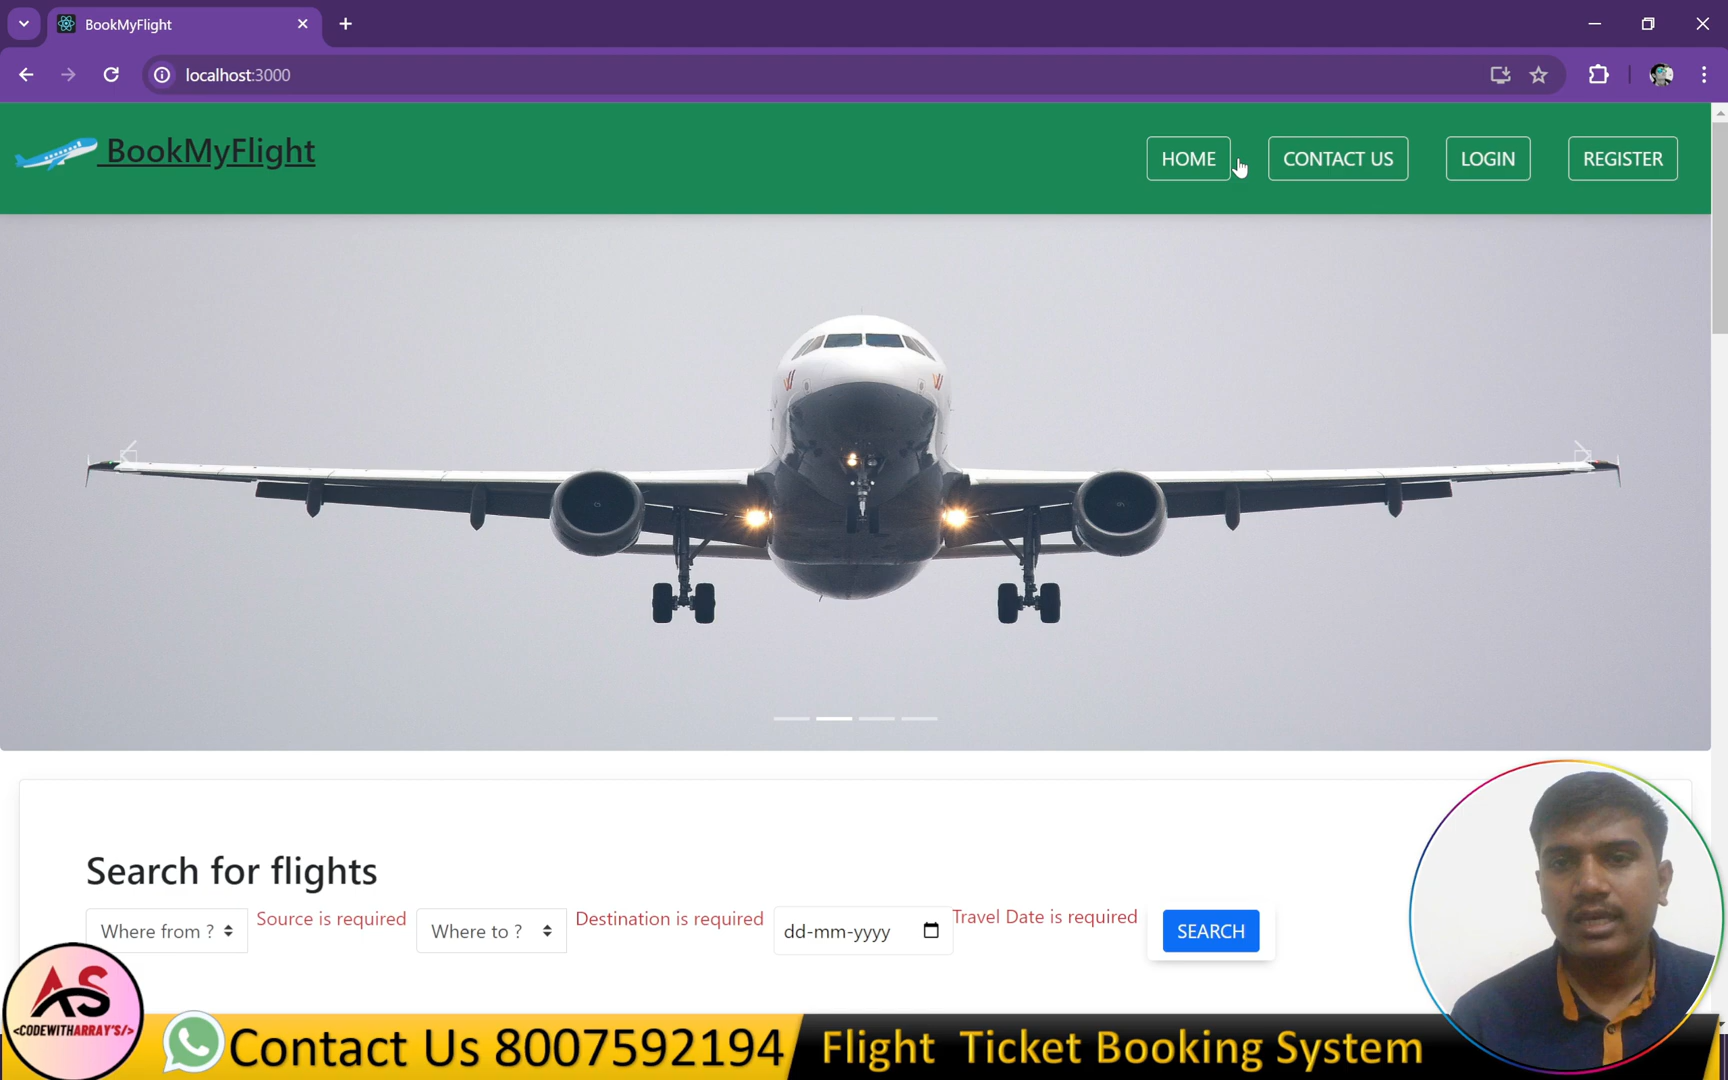 BookMyFlight
localhost:3000
BookMyFlight
HOME
CONTACT US
LOGIN
REGISTER
Search for flights
Where from ?
Source is required
Where to ?
Destination is required
dd-mm-yyyy
Travel Date is required
SEARCH
AS
<CODEWITHARRAY'S/>
Contact Us 8007592194
Flight Ticket Booking System